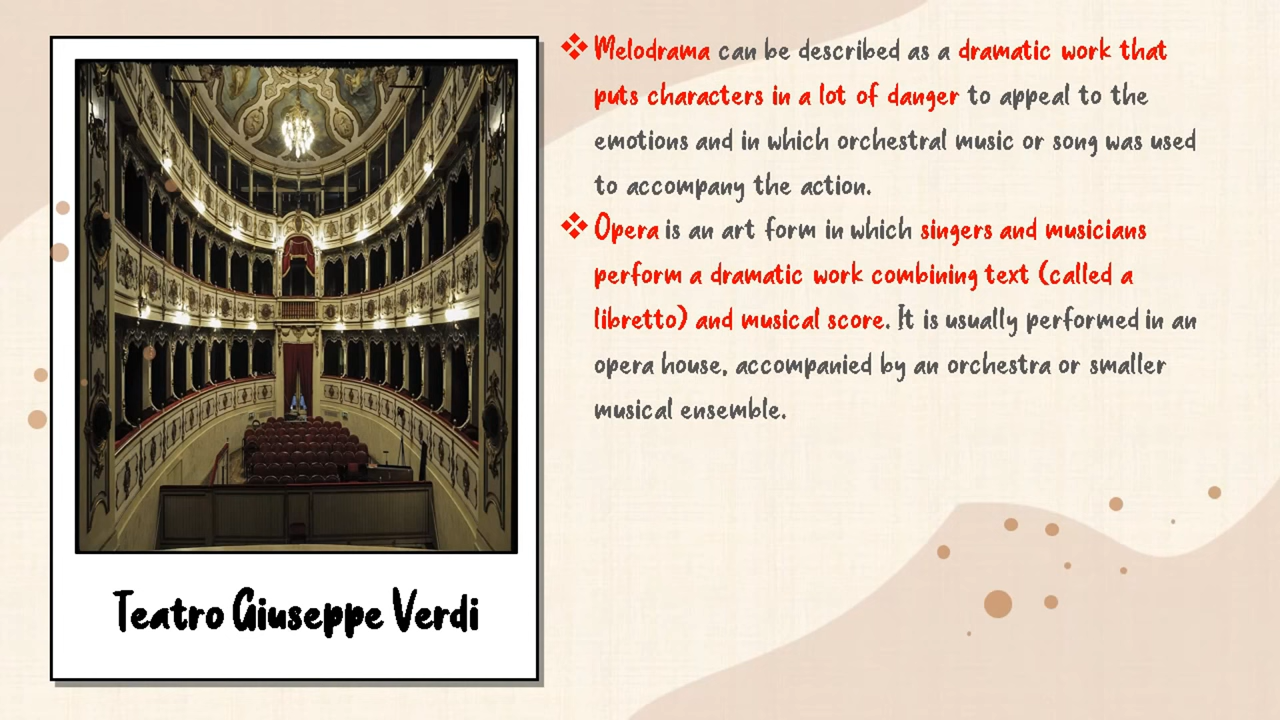 Melodrama can be described as a dramatic work that
puts characters in a lot of danger to appeal to the
emotions and in which orchestral music or song was used
to accompany the action.
Opera is an art form in which singers and musicians
perform a dramatic work combining text (called a
libretto) and musical score. It is usually performed in an
opera house, accompanied by an orchestra or smaller
musical ensemble.
Teatro Giuseppe Verdi